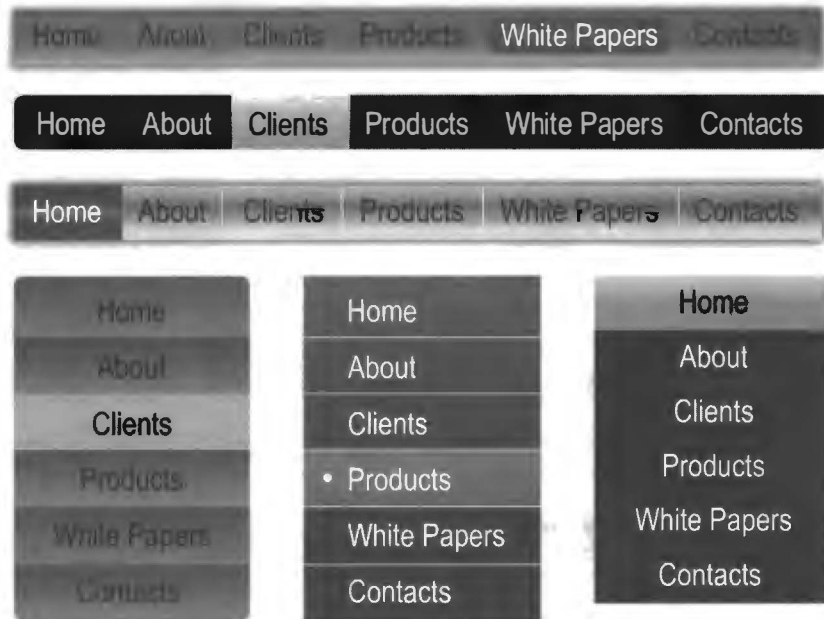 Home About Clients Products White Papers Contacts
Home About Clients Products White Papers Contacts
Home About Clients Products White Papers Contacts
Home
About
Clients
Products
White Papers
Contacts
Home
About
Clients
• Products
White Papers
Contacts
Home
About
Clients
Products
White Papers
Contacts